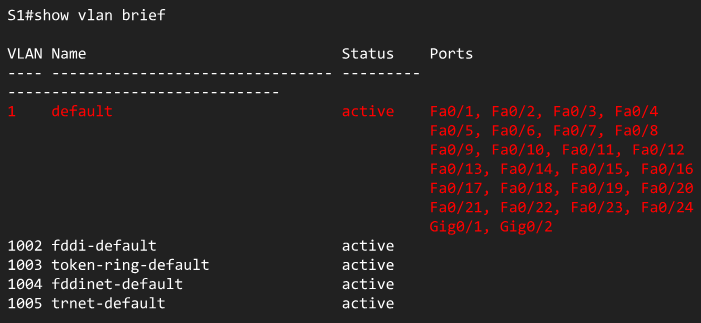 S1#show vlan brief
VLAN Name Status Ports
---- -------------------------------- ---------
-------------------------------
1 default active Fa0/1, Fa0/2, Fa0/3, Fa0/4
Fa0/5, Fa0/6, Fa0/7, Fa0/8
Fa0/9, Fa0/10, Fa0/11, Fa0/12
Fa0/13, Fa0/14, Fa0/15, Fa0/16
Fa0/17, Fa0/18, Fa0/19, Fa0/20
Fa0/21, Fa0/22, Fa0/23, Fa0/24
Gig0/1, Gig0/2
1002 fddi-default active
1003 token-ring-default active
1004 fddinet-default active
1005 trnet-default active